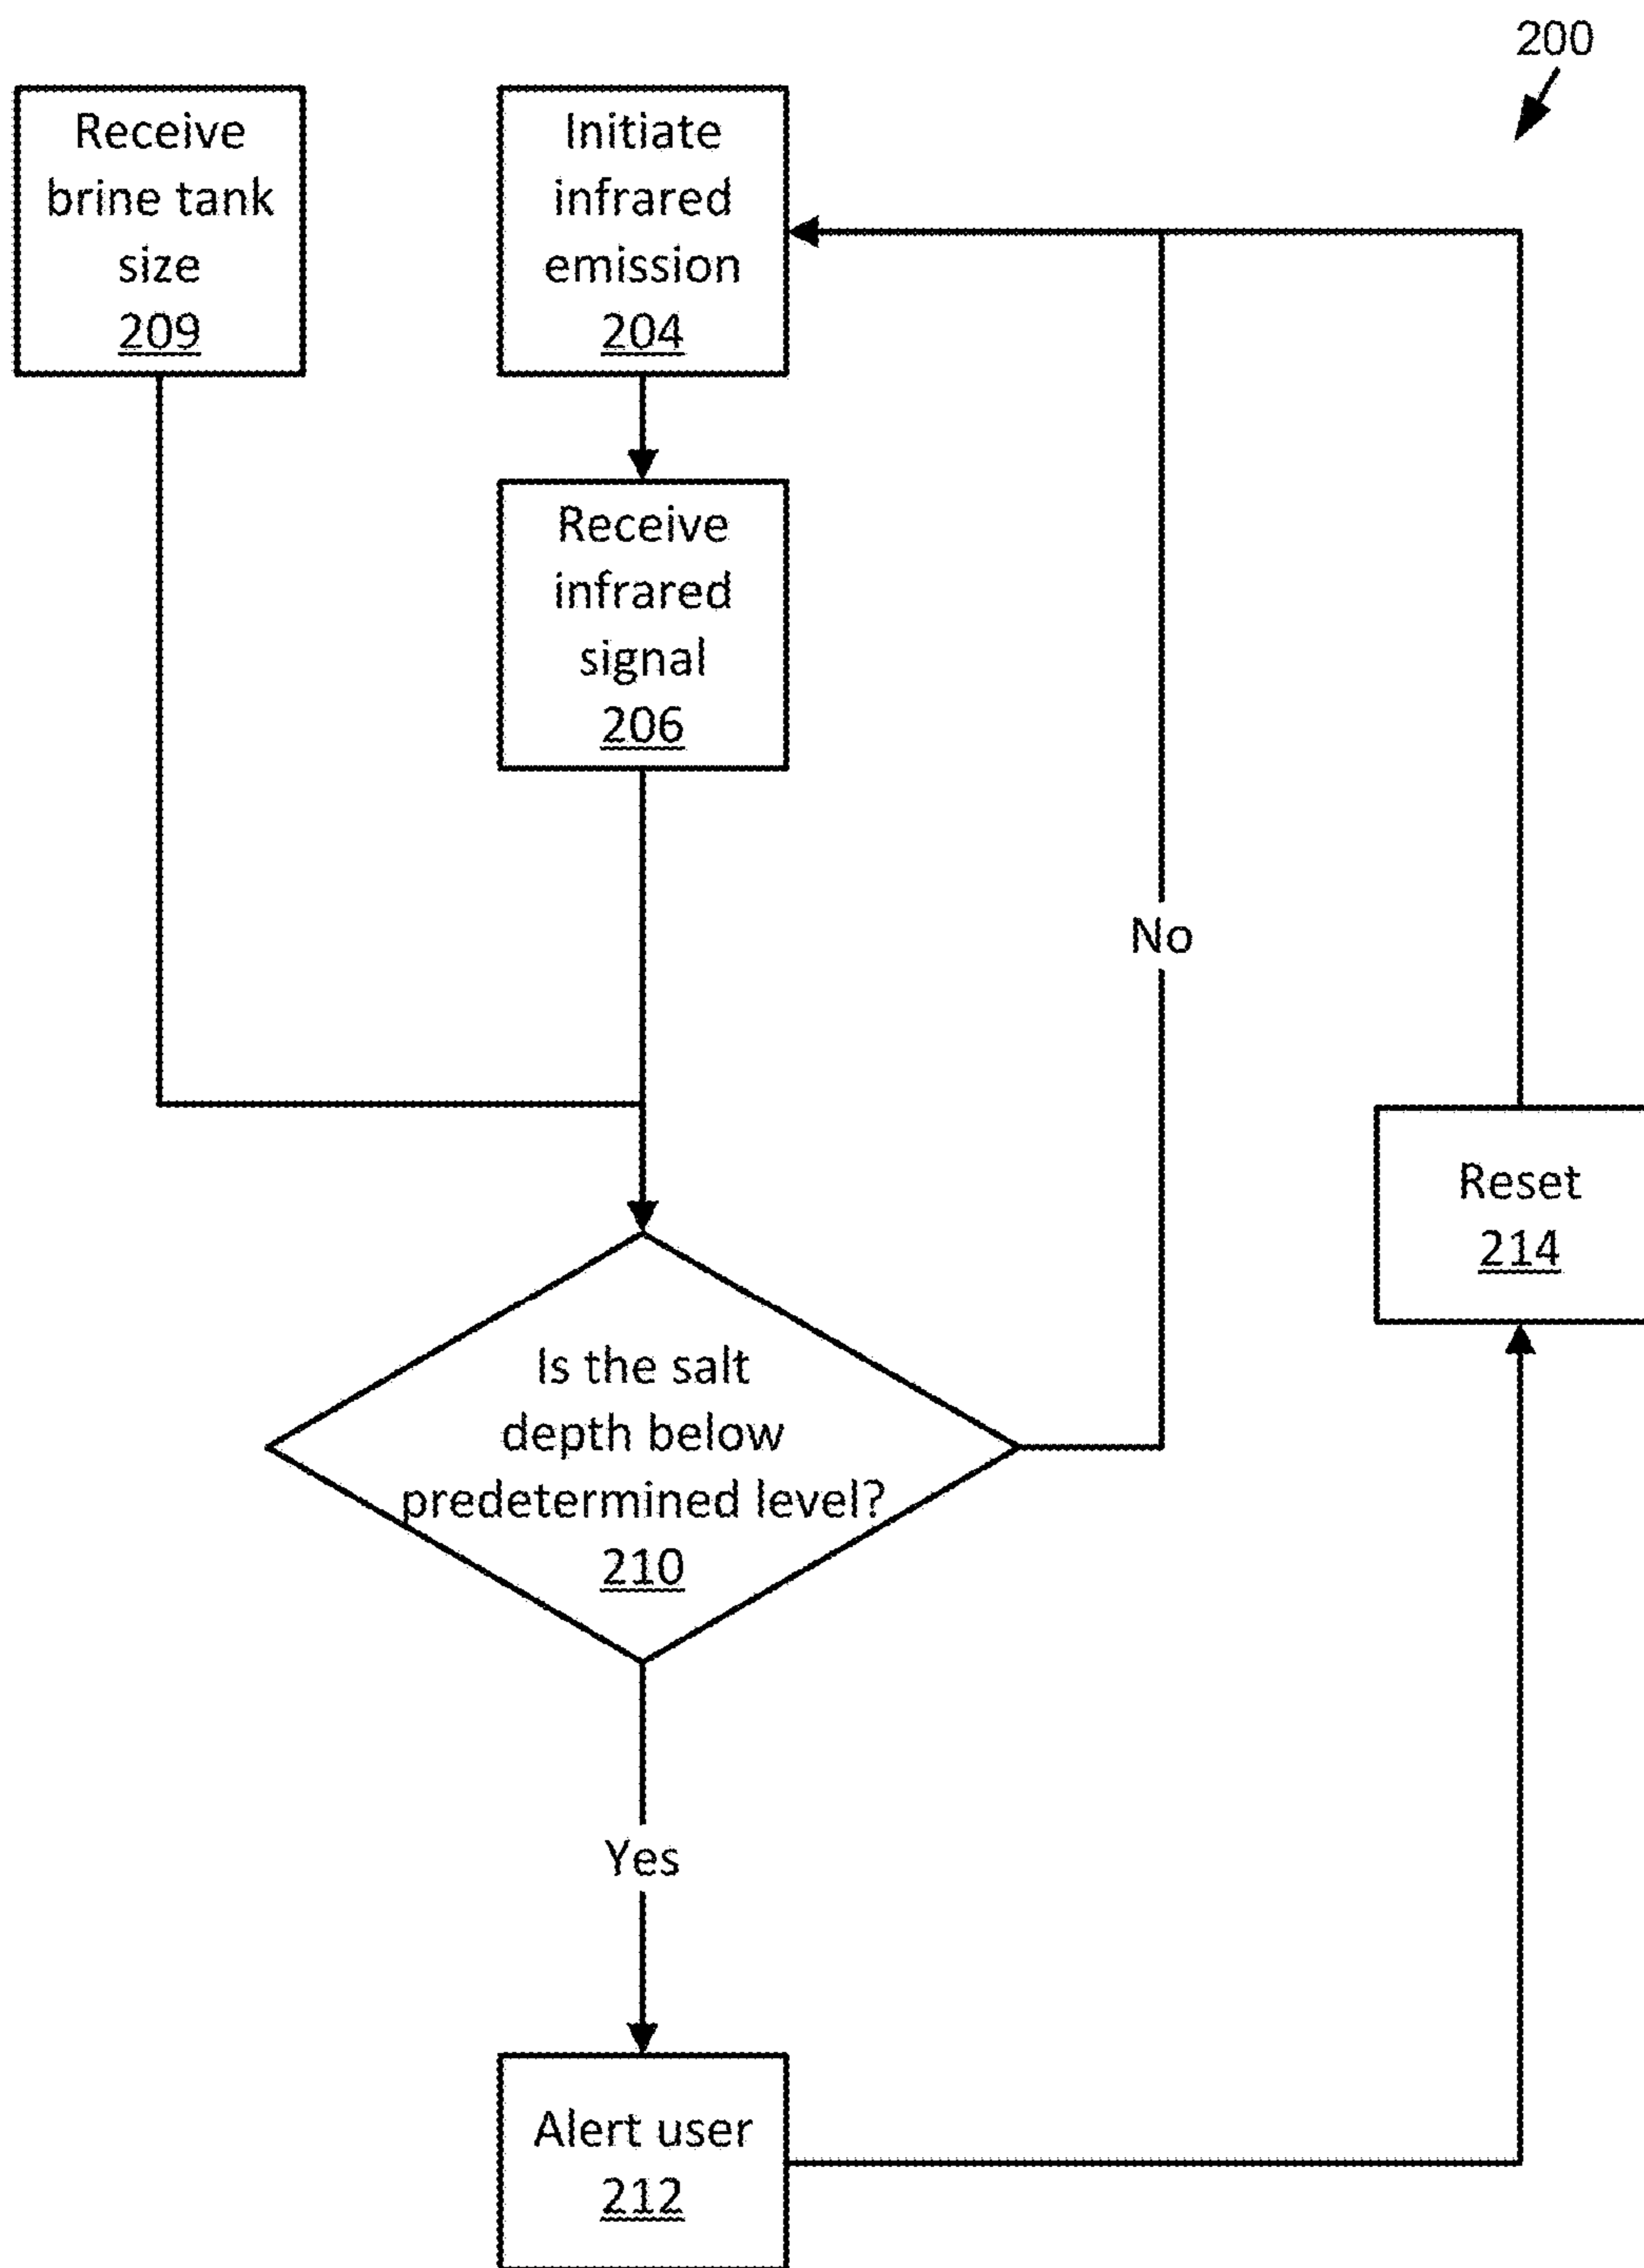 200
Receive
brine tank
size
209
Initiate
infrared
emission
204
Receive
infrared
signal
206
No
Reset
214
Is the salt
depth below
predetermined level?
210
Yes
Alert user
212